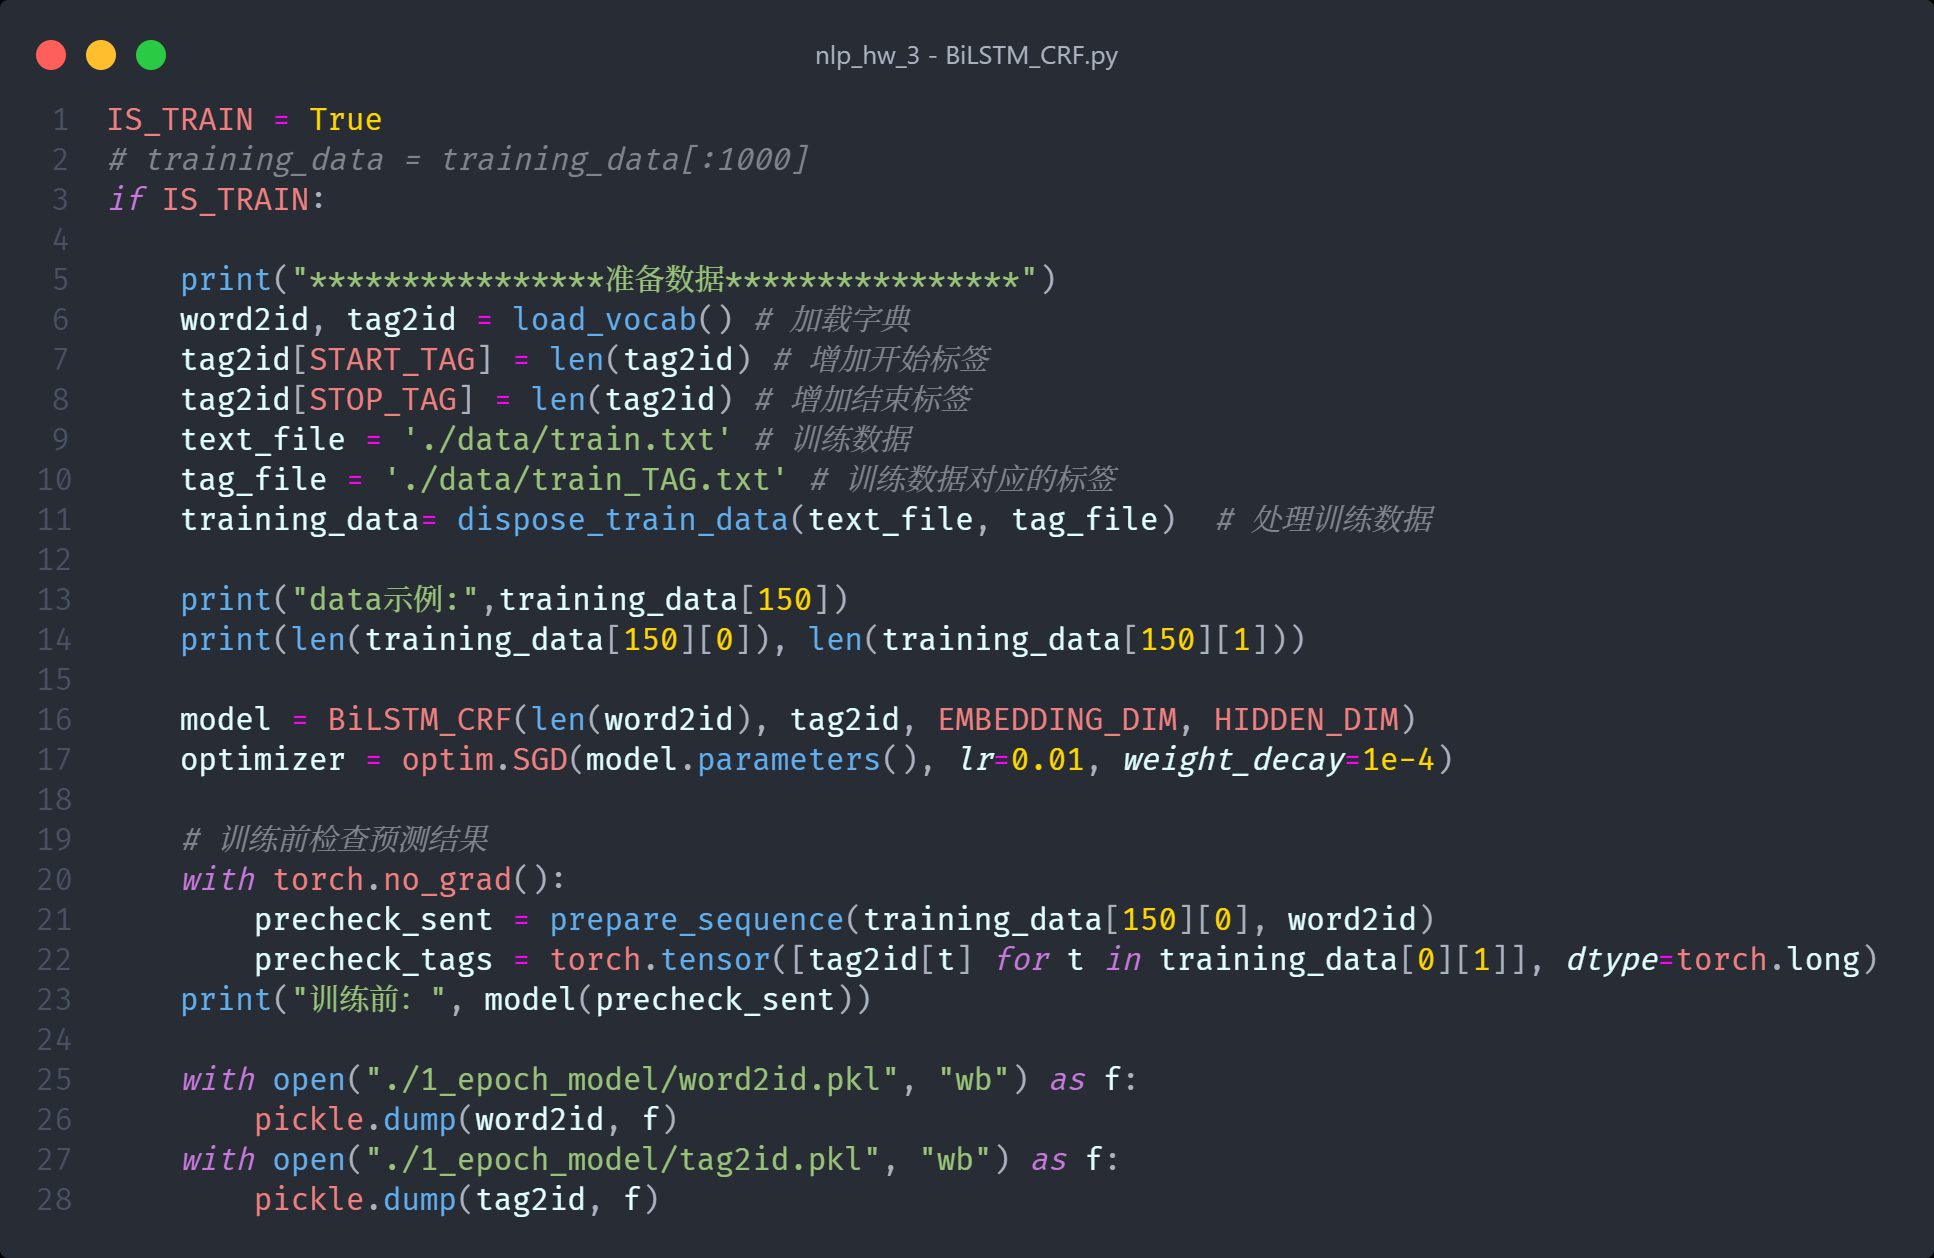 nlp_hw_3 - BiLSTM_CRF.py
1 IS_TRAIN = True
2 # training_data = training_data[:1000]
3 if IS_TRAIN:
4
5     print("****************准备数据****************")
6     word2id, tag2id = load_vocab() # 加载字典
7     tag2id[START_TAG] = len(tag2id) # 增加开始标签
8     tag2id[STOP_TAG] = len(tag2id) # 增加结束标签
9     text_file = './data/train.txt' # 训练数据
10     tag_file = './data/train_TAG.txt' # 训练数据对应的标签
11     training_data= dispose_train_data(text_file, tag_file)  # 处理训练数据
12
13     print("data示例:",training_data[150])
14     print(len(training_data[150][0]), len(training_data[150][1]))
15
16     model = BiLSTM_CRF(len(word2id), tag2id, EMBEDDING_DIM, HIDDEN_DIM)
17     optimizer = optim.SGD(model.parameters(), lr=0.01, weight_decay=1e-4)
18
19     # 训练前检查预测结果
20     with torch.no_grad():
21         precheck_sent = prepare_sequence(training_data[150][0], word2id)
22         precheck_tags = torch.tensor([tag2id[t] for t in training_data[0][1]], dtype=torch.long)
23     print("训练前：", model(precheck_sent))
24
25     with open("./1_epoch_model/word2id.pkl", "wb") as f:
26         pickle.dump(word2id, f)
27     with open("./1_epoch_model/tag2id.pkl", "wb") as f:
28         pickle.dump(tag2id, f)